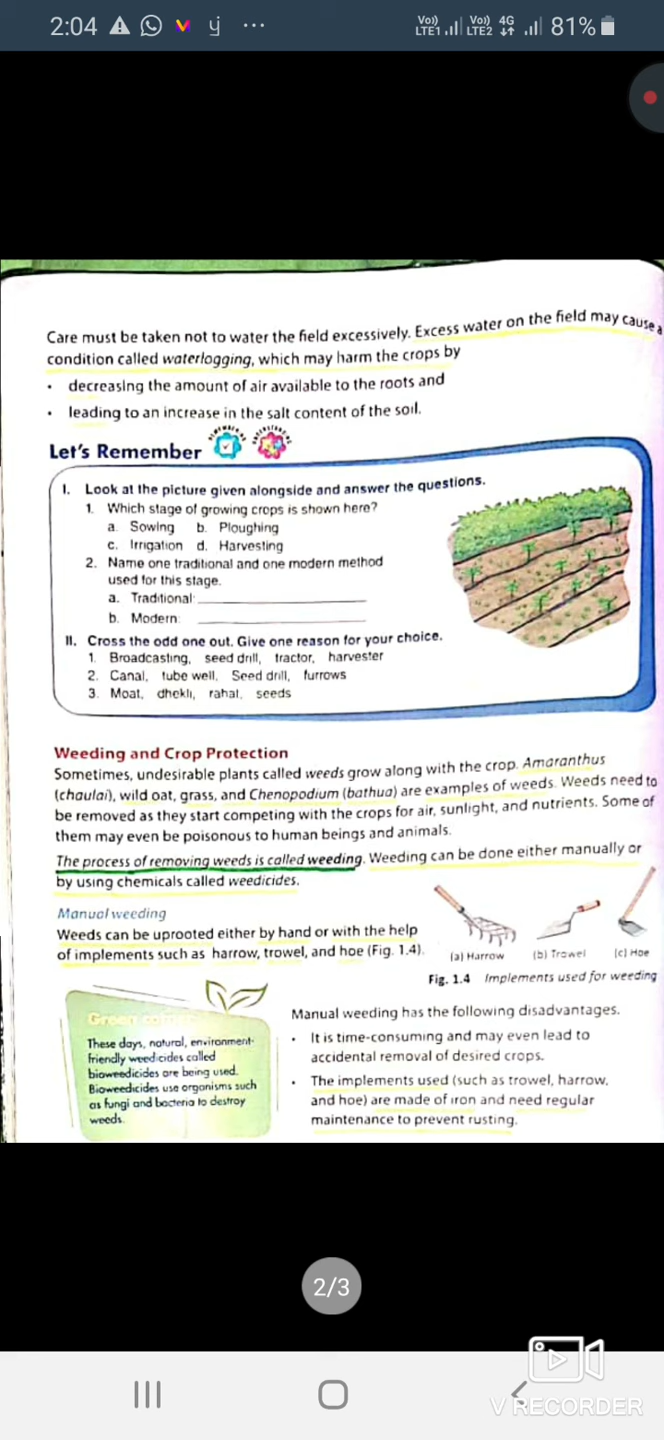 2:04 ... Vo)) LTE1 Vo)) LTE2 4G 81%
Care must be taken not to water the field excessively. Excess water on the field may cause a
condition called waterlogging, which may harm the crops by
• decreasing the amount of air available to the roots and
• leading to an increase in the salt content of the soil.
Let's Remember
I. Look at the picture given alongside and answer the questions.
1. Which stage of growing crops is shown here?
a. Sowing b. Ploughing
c. Irrigation d. Harvesting
2. Name one traditional and one modern method
used for this stage.
a. Traditional:
b. Modern:
II. Cross the odd one out. Give one reason for your choice.
1. Broadcasting, seed drill, tractor, harvester
2. Canal, tube well, Seed drill, furrows
3. Moat, dhekli, rahat, seeds
Weeding and Crop Protection
Sometimes, undesirable plants called weeds grow along with the crop. Amaranthus
(chaulai), wild oat, grass, and Chenopodium (bathua) are examples of weeds. Weeds need to
be removed as they start competing with the crops for air, sunlight, and nutrients. Some of
them may even be poisonous to human beings and animals.
The process of removing weeds is called weeding. Weeding can be done either manually or
by using chemicals called weedicides.
Manual weeding
Weeds can be uprooted either by hand or with the help
of implements such as harrow, trowel, and hoe (Fig. 1.4).
(a) Harrow (b) Trowel (c) Hoe
Fig. 1.4 Implements used for weeding
Green
These days, natural, environment-
friendly weedicides called
bioweedicides are being used.
Bioweedicides use organisms such
as fungi and bacteria to destroy
weeds.
Manual weeding has the following disadvantages.
• It is time-consuming and may even lead to
accidental removal of desired crops.
• The implements used (such as trowel, harrow,
and hoe) are made of iron and need regular
maintenance to prevent rusting.
2/3
V RECORDER